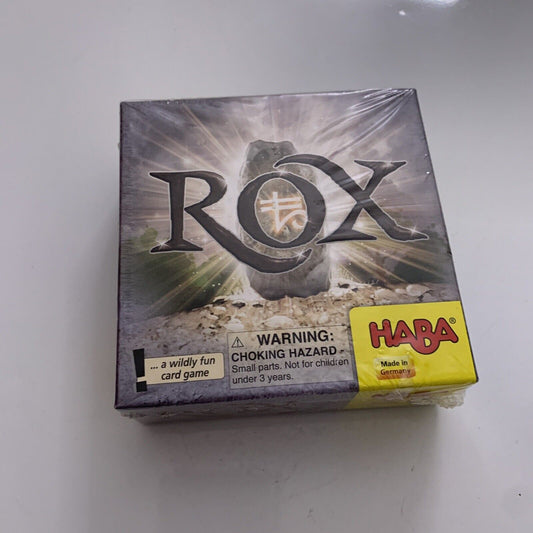 ROX
... a wildly fun
card game
WARNING:
CHOKING HAZARD -
Small parts. Not for children
under 3 years.
HABA®
Made in
Germany